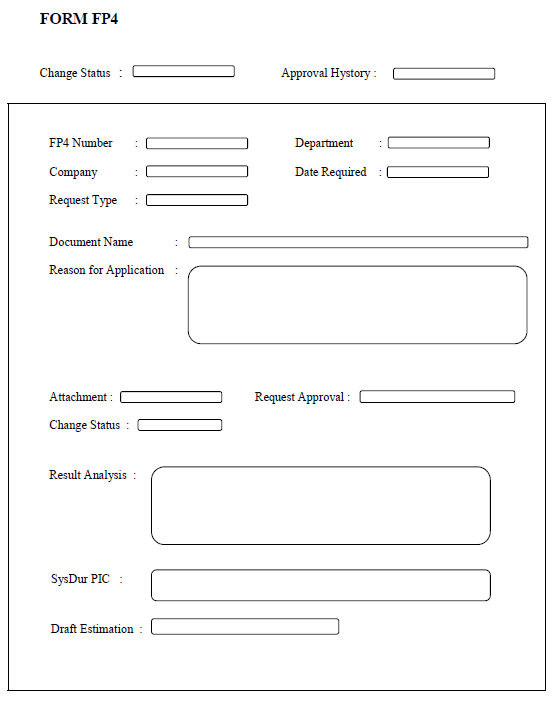 FORM FP4
Change Status : Approval Hystory :
FP4 Number : Department :
Company : Date Required :
Request Type :
Document Name :
Reason for Application :
Attachment : Request Approval :
Change Status :
Result Analysis :
SysDur PIC :
Draft Estimation :